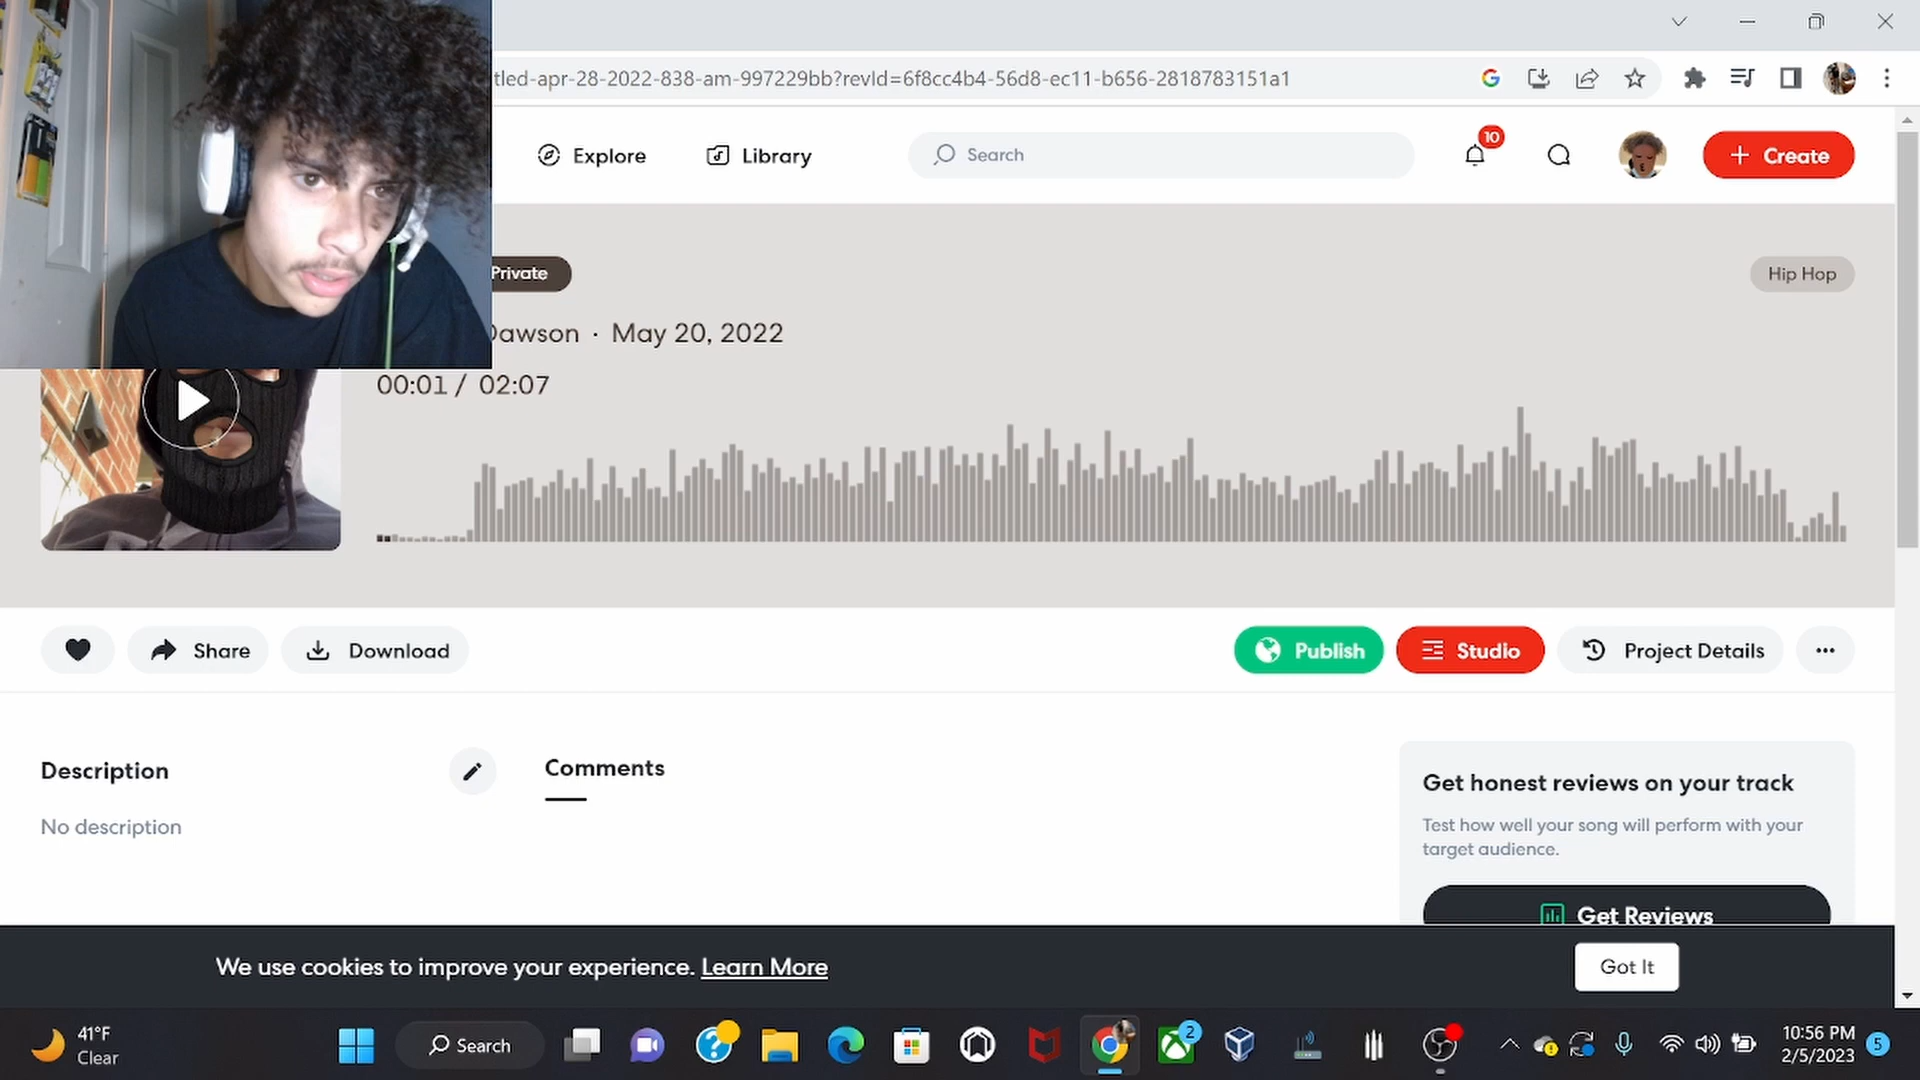 tled-apr-28-2022-838-am-997229bb?revId=6f8cc4b4-56d8-ec11-b656-2818783151a1
Explore
Library
Search
10
Create
Private
Hip Hop
Dawson · May 20, 2022
00:01 / 02:07
Share
Download
Publish
Studio
Project Details
Description
Comments
No description
Get honest reviews on your track
Test how well your song will perform with your
target audience.
Get Reviews
We use cookies to improve your experience. Learn More
Got It
41°F
Clear
Search
2
10:56 PM
2/5/2023
5